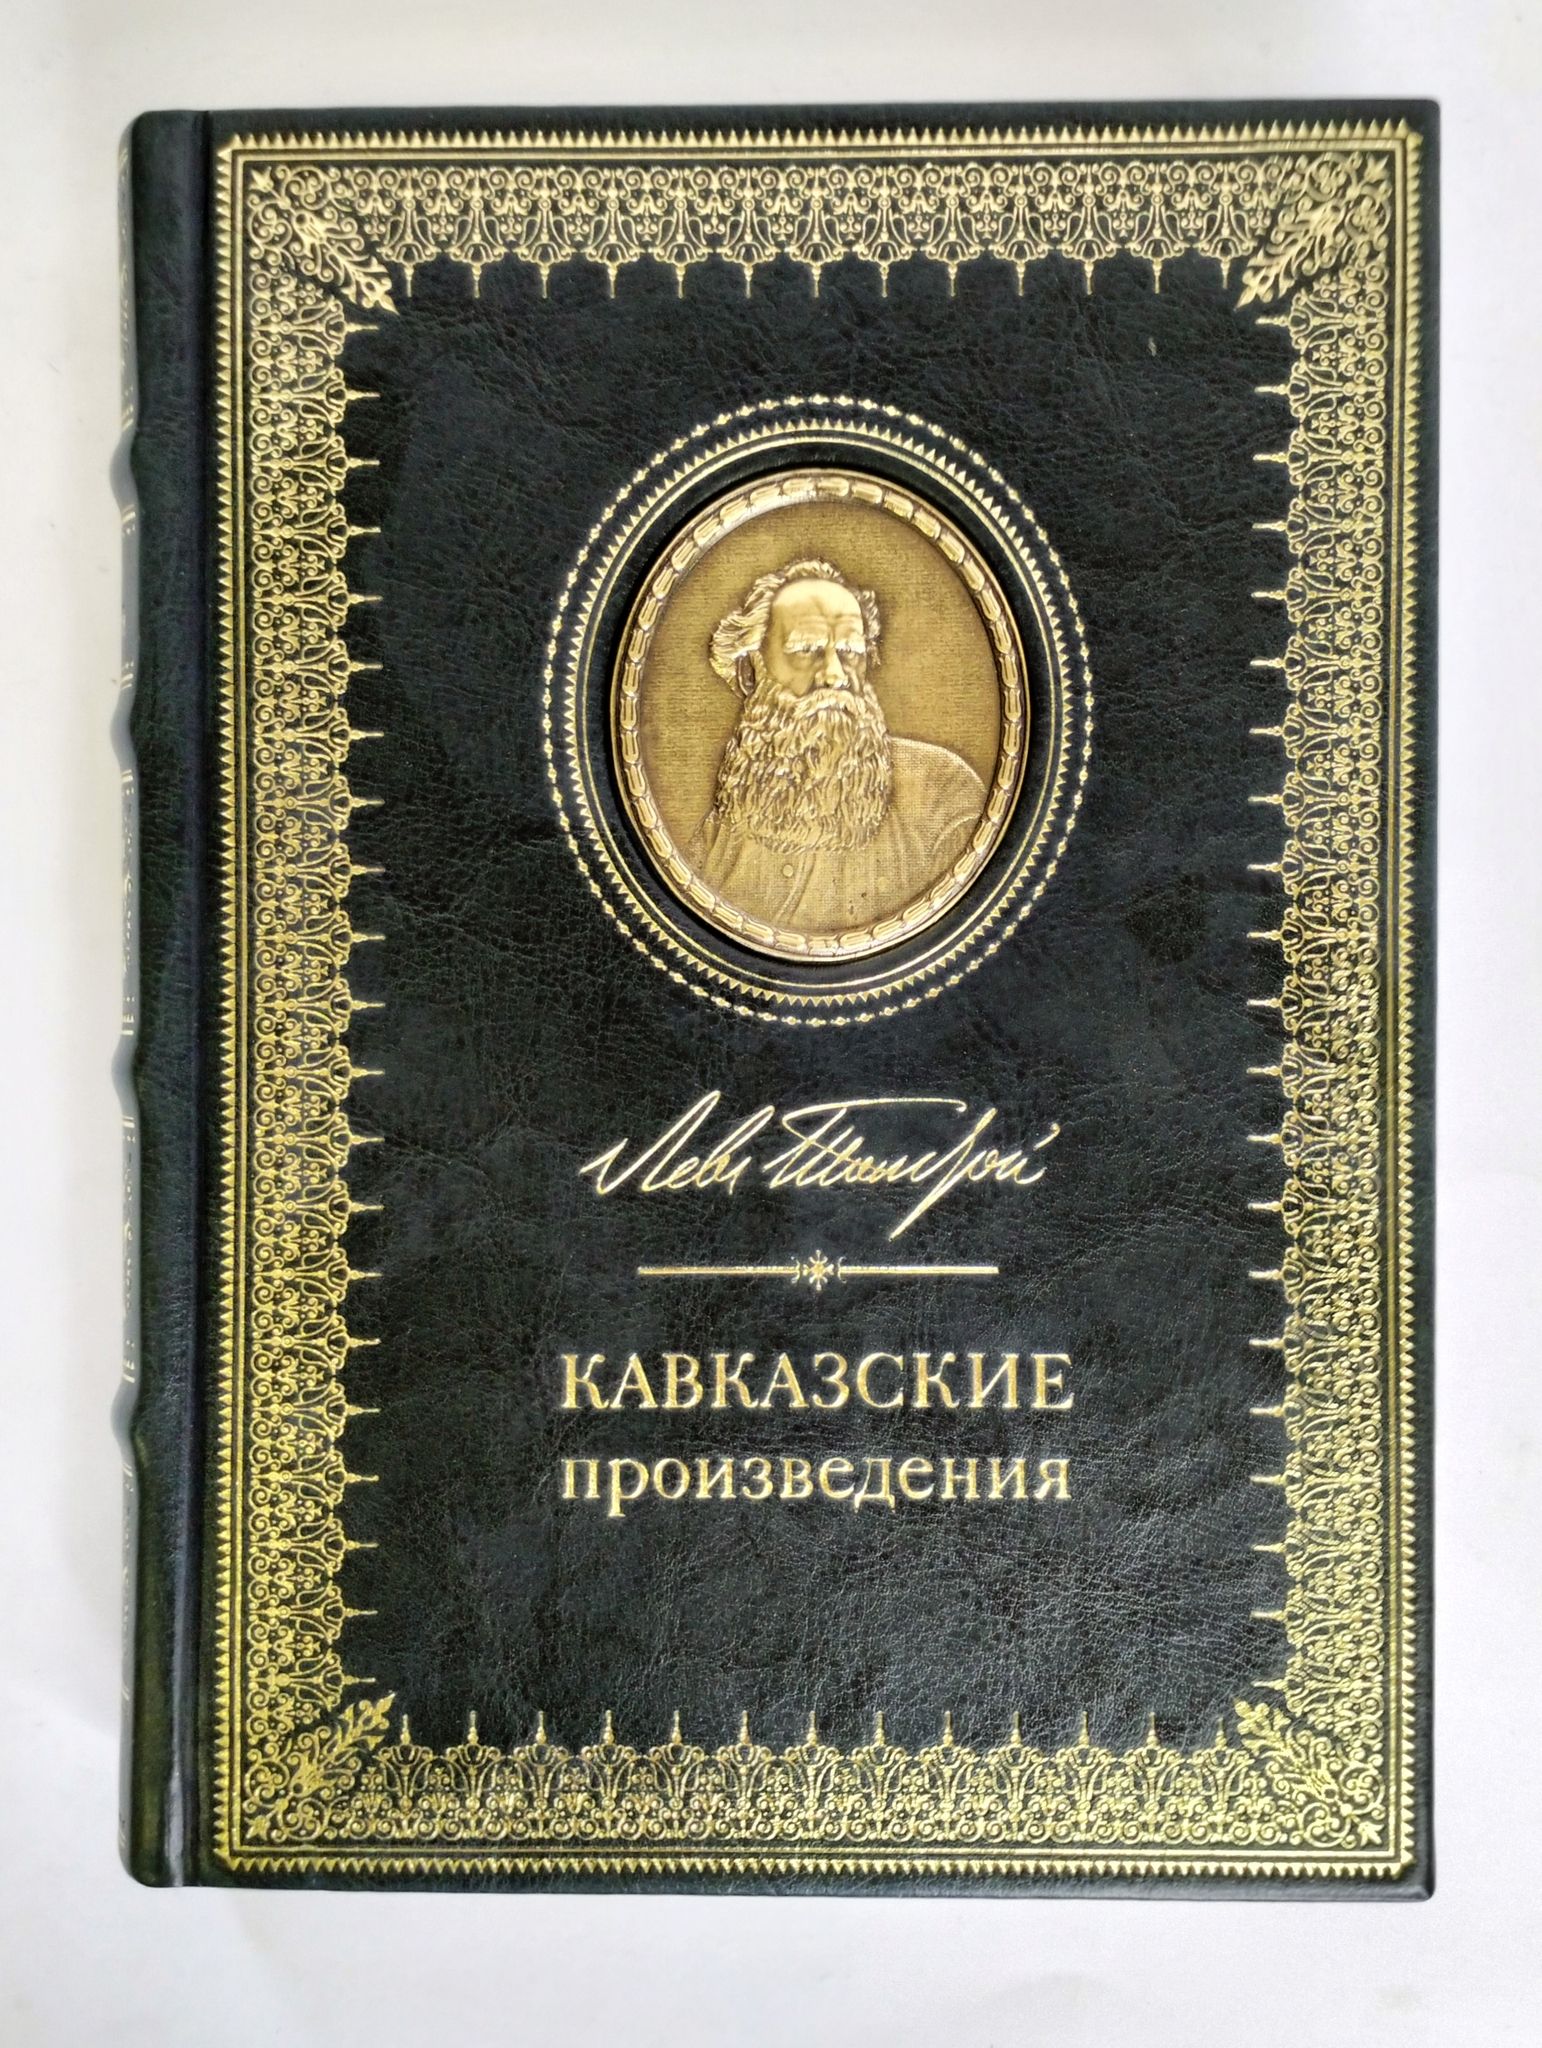 Левъ Толстой
КАВКАЗСКИЕ
произведения